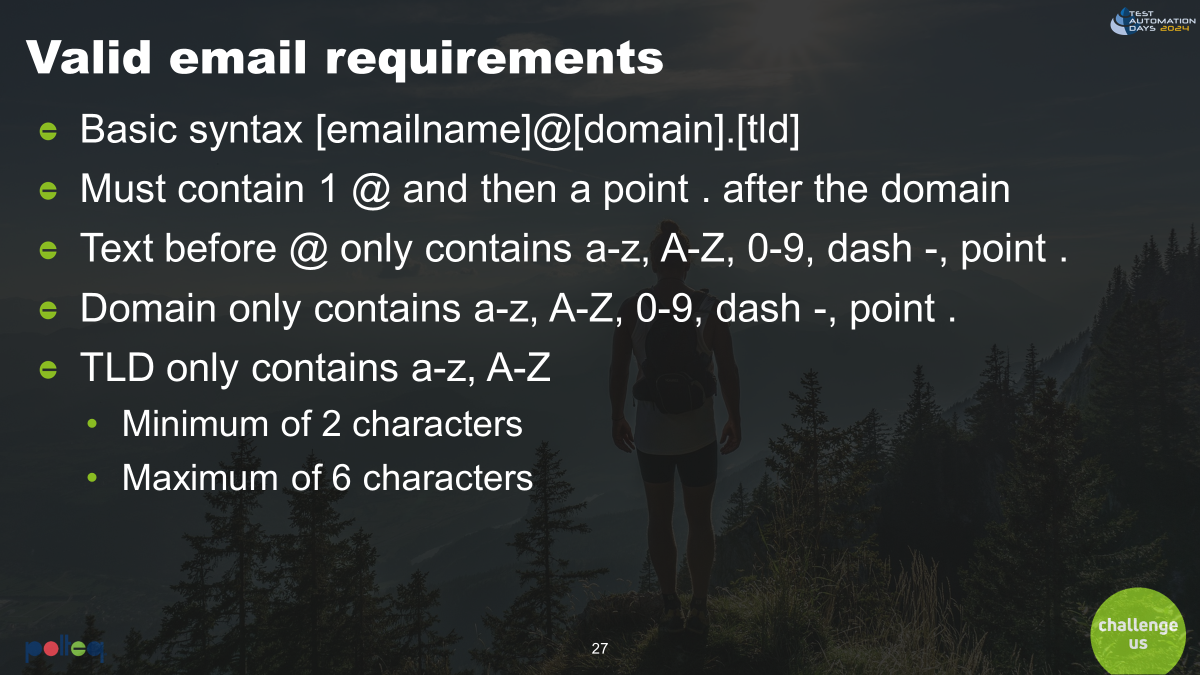 TEST
AUTOMATION
DAYS 2024
Valid email requirements
Basic syntax [emailname]@[domain].[tld]
Must contain 1 @ and then a point . after the domain
Text before @ only contains a-z, A-Z, 0-9, dash -, point .
Domain only contains a-z, A-Z, 0-9, dash -, point .
TLD only contains a-z, A-Z
• Minimum of 2 characters
• Maximum of 6 characters
polteq
27
challenge
us